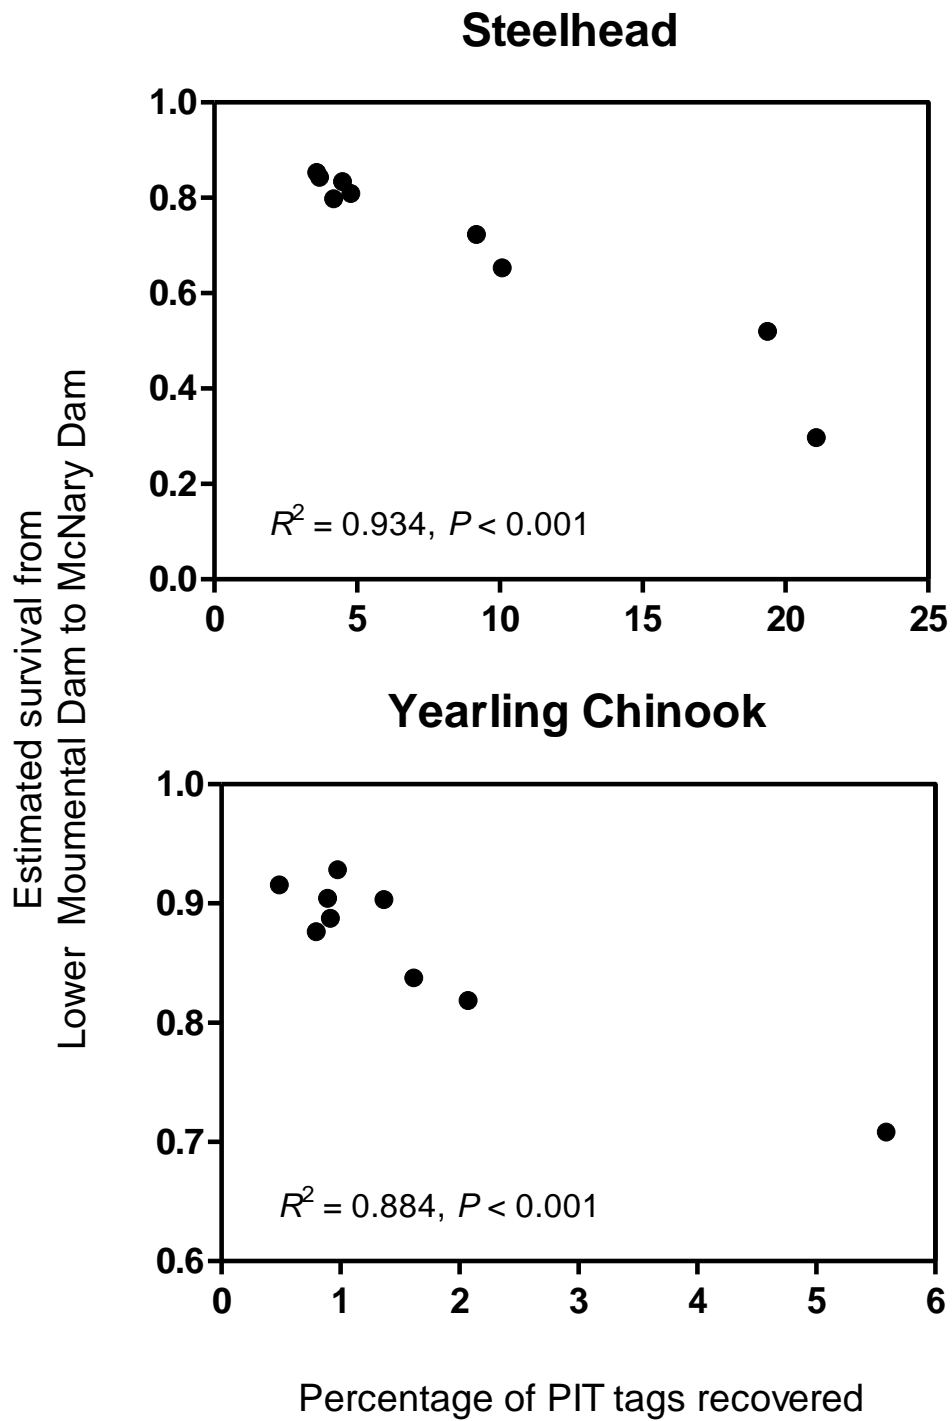 Steelhead
1.0
0.8
0.6
0.4
0.2
0.0
R² = 0.934, P < 0.001
0 5 10 15 20 25
Yearling Chinook
1.0
0.9
0.8
0.7
0.6
R² = 0.884, P < 0.001
0 1 2 3 4 5 6
Estimated survival from
Lower Moumental Dam to McNary Dam
Percentage of PIT tags recovered